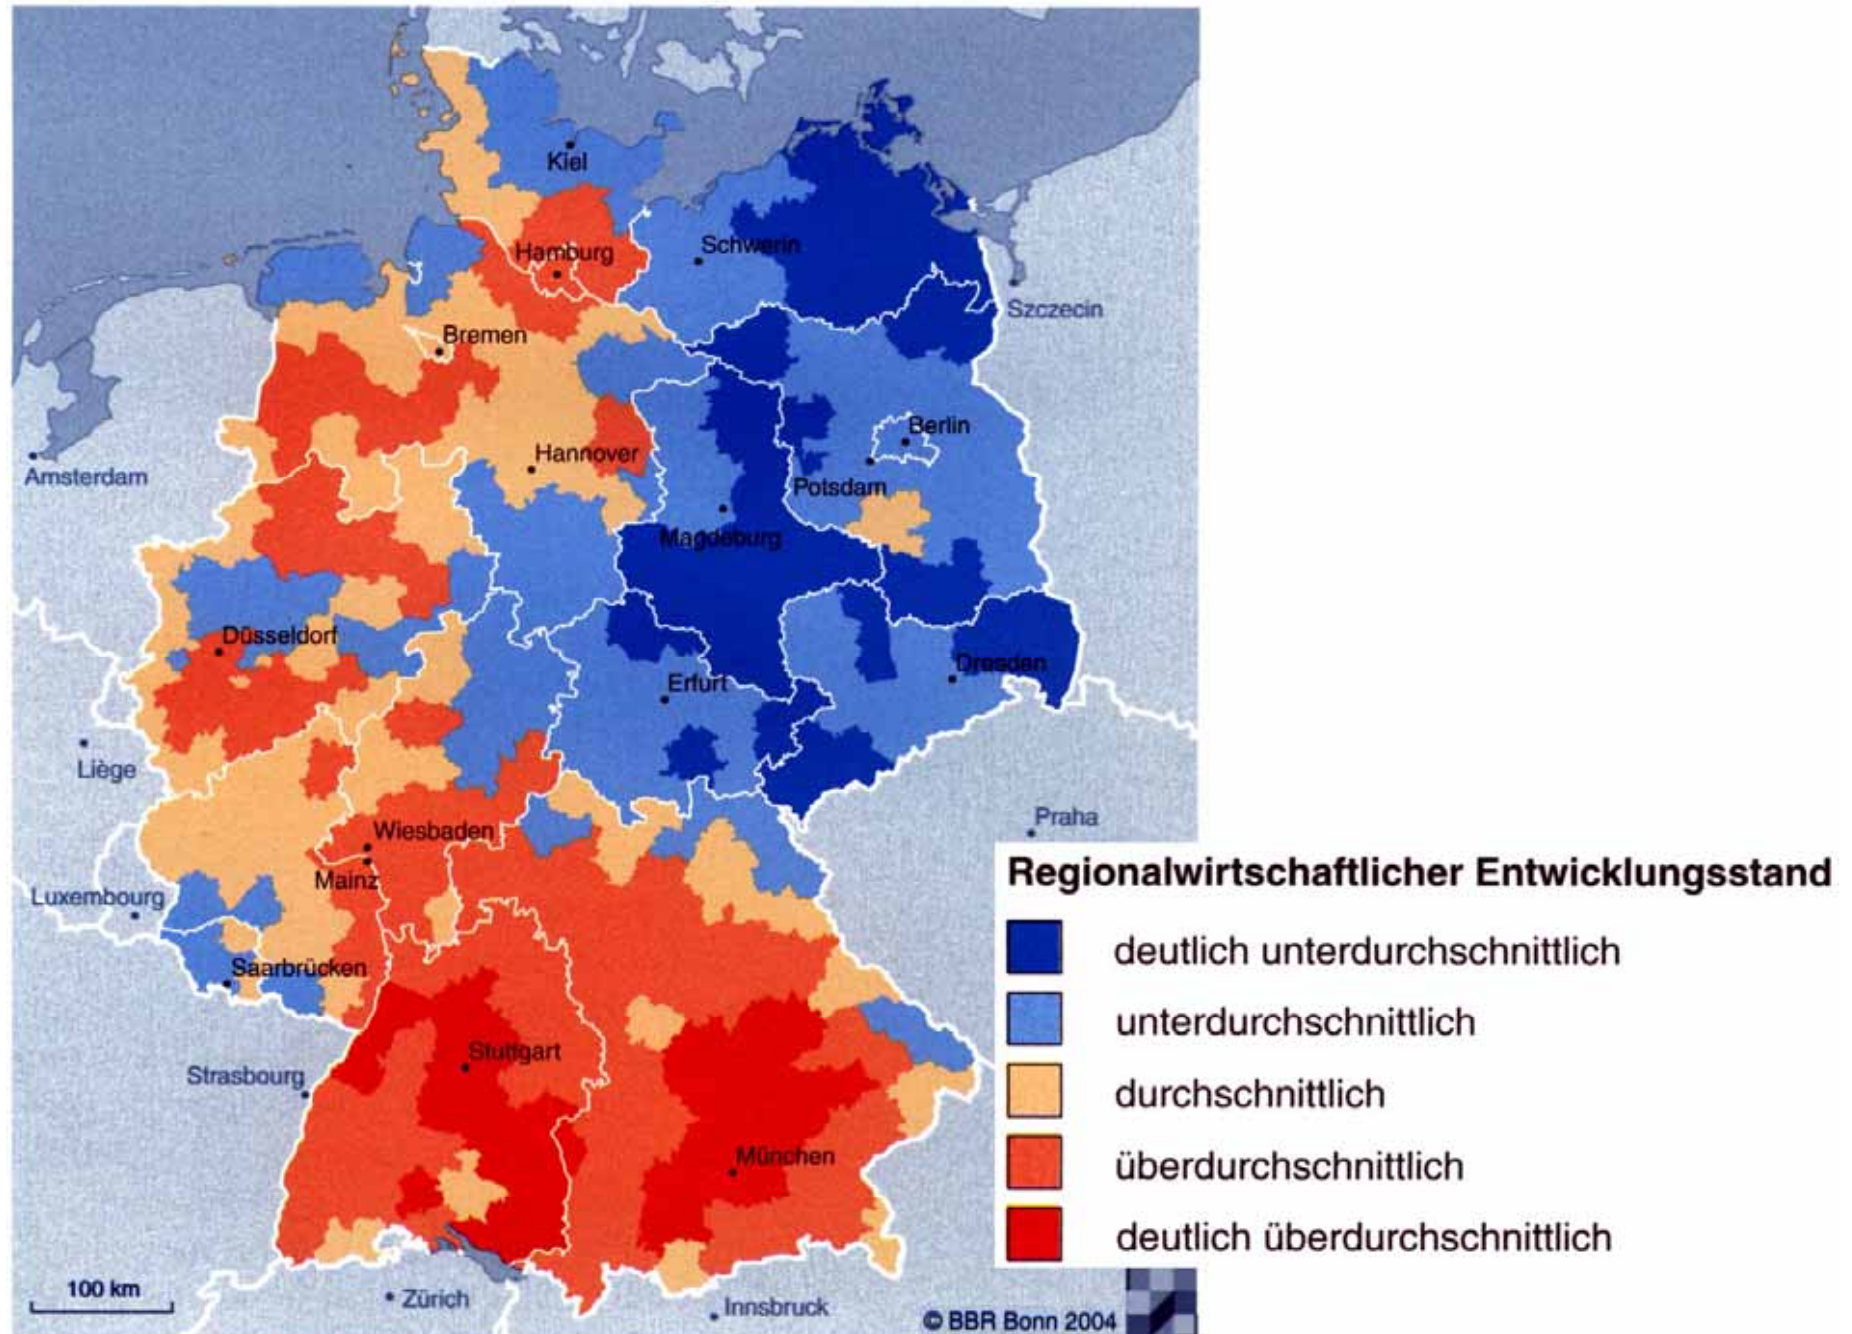 Kiel
Hamburg
Schwerin
Szczecin
Bremen
Berlin
Hannover
Amsterdam
Potsdam
Magdeburg
Düsseldorf
Dresden
Erfurt
Liège
Praha
Wiesbaden
Mainz
Luxembourg
Saarbrücken
Stuttgart
Strasbourg
München
Zürich
Innsbruck
100 km
© BBR Bonn 2004
Regionalwirtschaftlicher Entwicklungsstand
deutlich unterdurchschnittlich
unterdurchschnittlich
durchschnittlich
überdurchschnittlich
deutlich überdurchschnittlich